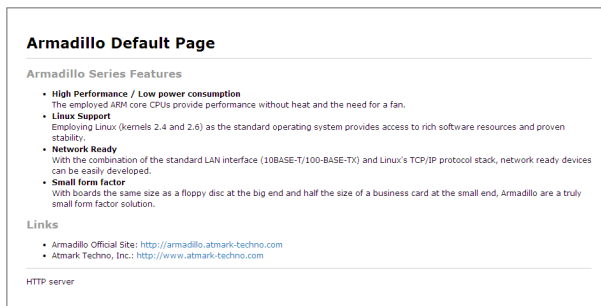 Armadillo Default Page
Armadillo Series Features
High Performance / Low power consumption
The employed ARM core CPUs provide performance without heat and the need for a fan.
Linux Support
Employing Linux (kernels 2.4 and 2.6) as the standard operating system provides access to rich software resources and proven
stability.
Network Ready
With the combination of the standard LAN interface (10BASE-T/100-BASE-TX) and Linux's TCP/IP protocol stack, network ready devices
can be easily developed.
Small form factor
With boards the same size as a floppy disc at the big end and half the size of a business card at the small end, Armadillo are a truly
small form factor solution.
Links
Armadillo Official Site: http://armadillo.atmark-techno.com
Atmark Techno, Inc.: http://www.atmark-techno.com
HTTP server